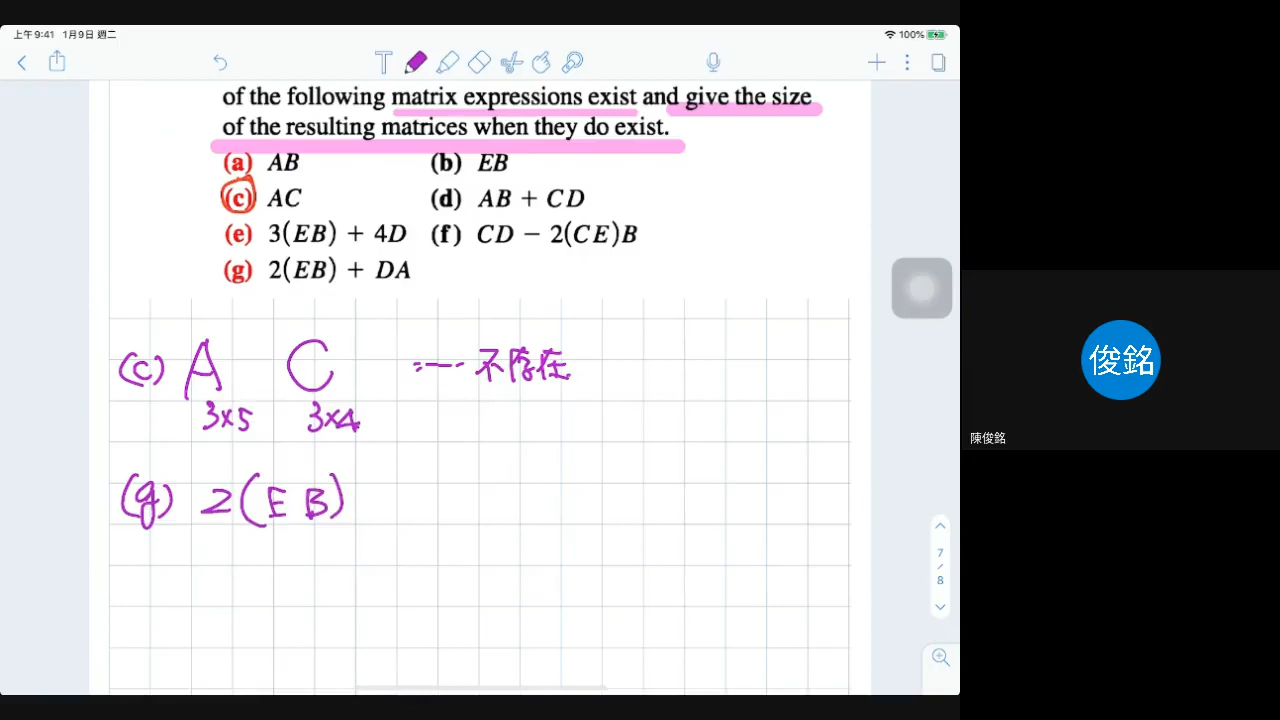 上午9:41 1月9日 週二
100%
T
of the following matrix expressions exist and give the size
of the resulting matrices when they do exist.
(a) AB (b) EB
(c) AC (d) AB + CD
(e) 3(EB) + 4D (f) CD − 2(CE)B
(g) 2(EB) + DA
(c) A C 不存在
3×5 3×4
(g) 2(EB)
俊銘
陳俊銘
7
/
8